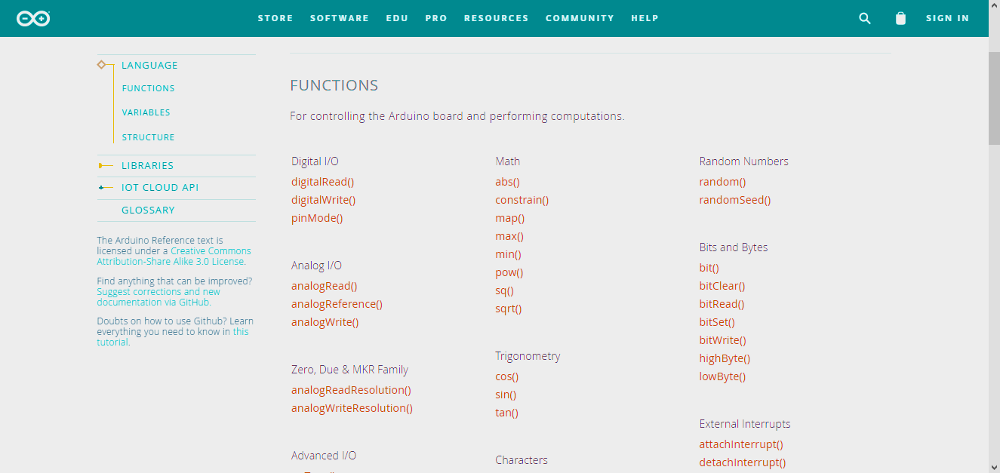 STORE SOFTWARE EDU PRO RESOURCES COMMUNITY HELP SIGN IN
LANGUAGE
FUNCTIONS
VARIABLES
STRUCTURE
LIBRARIES
IOT CLOUD API
GLOSSARY
The Arduino Reference text is
licensed under a Creative Commons
Attribution-Share Alike 3.0 License.
Find anything that can be improved?
Suggest corrections and new
documentation via GitHub.
Doubts on how to use Github? Learn
everything you need to know in this
tutorial.
FUNCTIONS
For controlling the Arduino board and performing computations.
Digital I/O
digitalRead()
digitalWrite()
pinMode()
Analog I/O
analogRead()
analogReference()
analogWrite()
Zero, Due & MKR Family
analogReadResolution()
analogWriteResolution()
Advanced I/O
Math
abs()
constrain()
map()
max()
min()
pow()
sq()
sqrt()
Trigonometry
cos()
sin()
tan()
Characters
Random Numbers
random()
randomSeed()
Bits and Bytes
bit()
bitClear()
bitRead()
bitSet()
bitWrite()
highByte()
lowByte()
External Interrupts
attachInterrupt()
detachInterrupt()